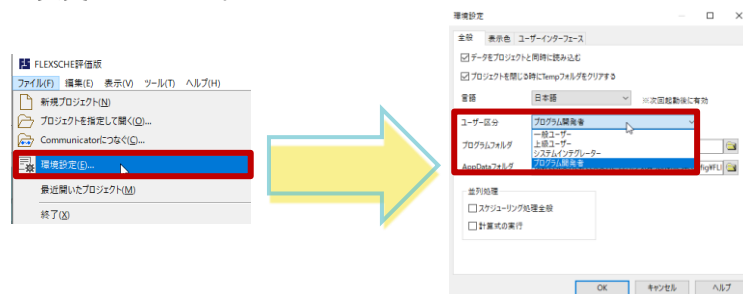 FLEXSCHE評価版
ファイル(F) 編集(E) 表示(V) ツール(T) ヘルプ(H)
新規プロジェクト(N)
プロジェクトを指定して開く(O)...
Communicatorにつなぐ(C)...
環境設定(E)...
最近開いたプロジェクト(M)
終了(X)
環境設定
全般 表示色 ユーザーインターフェース
データをプロジェクトと同時に読み込む
プロジェクトを閉じる時にTempフォルダをクリアする
言語 日本語 ※次回起動後に有効
ユーザー区分 プログラム開発者
一般ユーザー
上級ユーザー
システムインテグレーター
プログラム開発者
プログラムフォルダ
AppDataフォルダ
並列処理
スケジューリング処理全般
計算式の実行
OK キャンセル ヘルプ